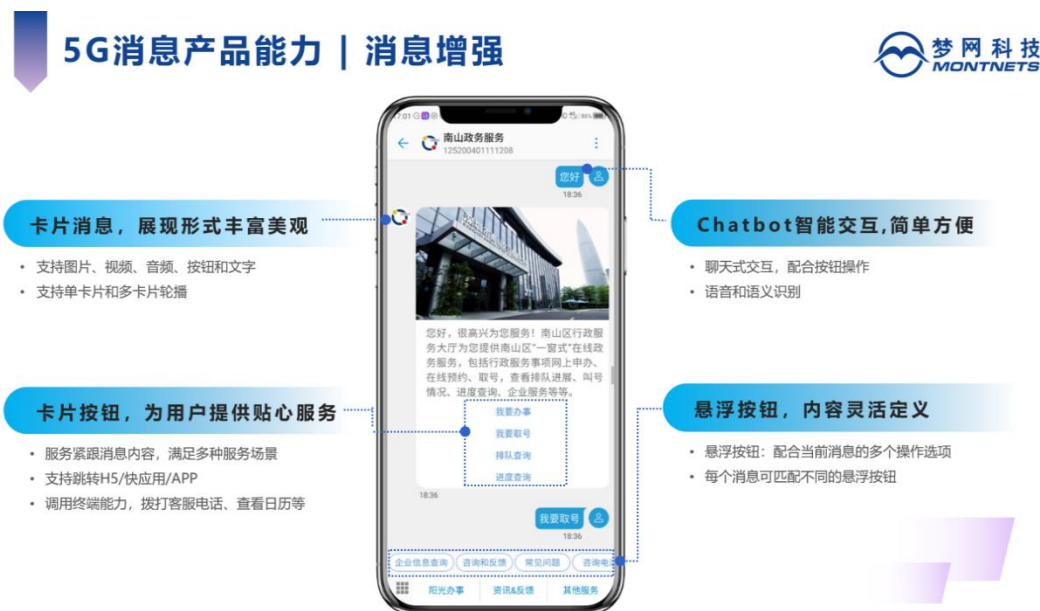 5G消息产品能力 | 消息增强
梦网科技
MONTNETS
卡片消息，展现形式丰富美观
• 支持图片、视频、音频、按钮和文字
• 支持单卡片和多卡片轮播
卡片按钮，为用户提供贴心服务
• 服务紧跟消息内容，满足多种服务场景
• 支持跳转H5/快应用/APP
• 调用终端能力，拨打客服电话、查看日历等
17:01
南山政务服务
125200401111208
您好
18:36
您好，很高兴为您服务！南山区行政服
务大厅为您提供南山区“一窗式”在线政
务服务，包括行政服务事项网上申办、
在线预约、取号，查看排队进展、叫号
情况、进度查询、企业服务等等。
我要办事
我要取号
排队查询
进度查询
18:36
我要取号
18:36
企业信息查询
咨询和反馈
常见问题
咨询电
阳光办事
资讯&反馈
其他服务
Chatbot智能交互,简单方便
• 聊天式交互，配合按钮操作
• 语音和语义识别
悬浮按钮，内容灵活定义
• 悬浮按钮：配合当前消息的多个操作选项
• 每个消息可匹配不同的悬浮按钮